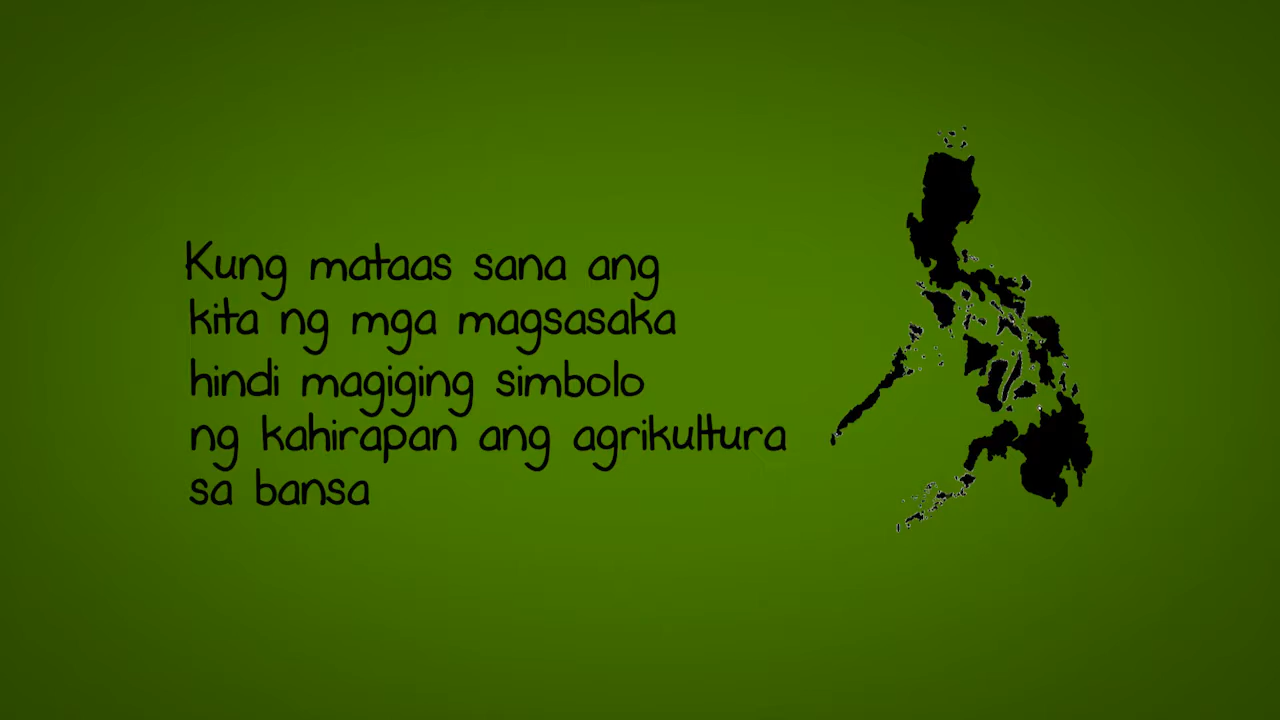 Kung mataas sana ang
kita ng mga magsasaka
hindi magiging simbolo
ng kahirapan ang agrikultura
sa bansa